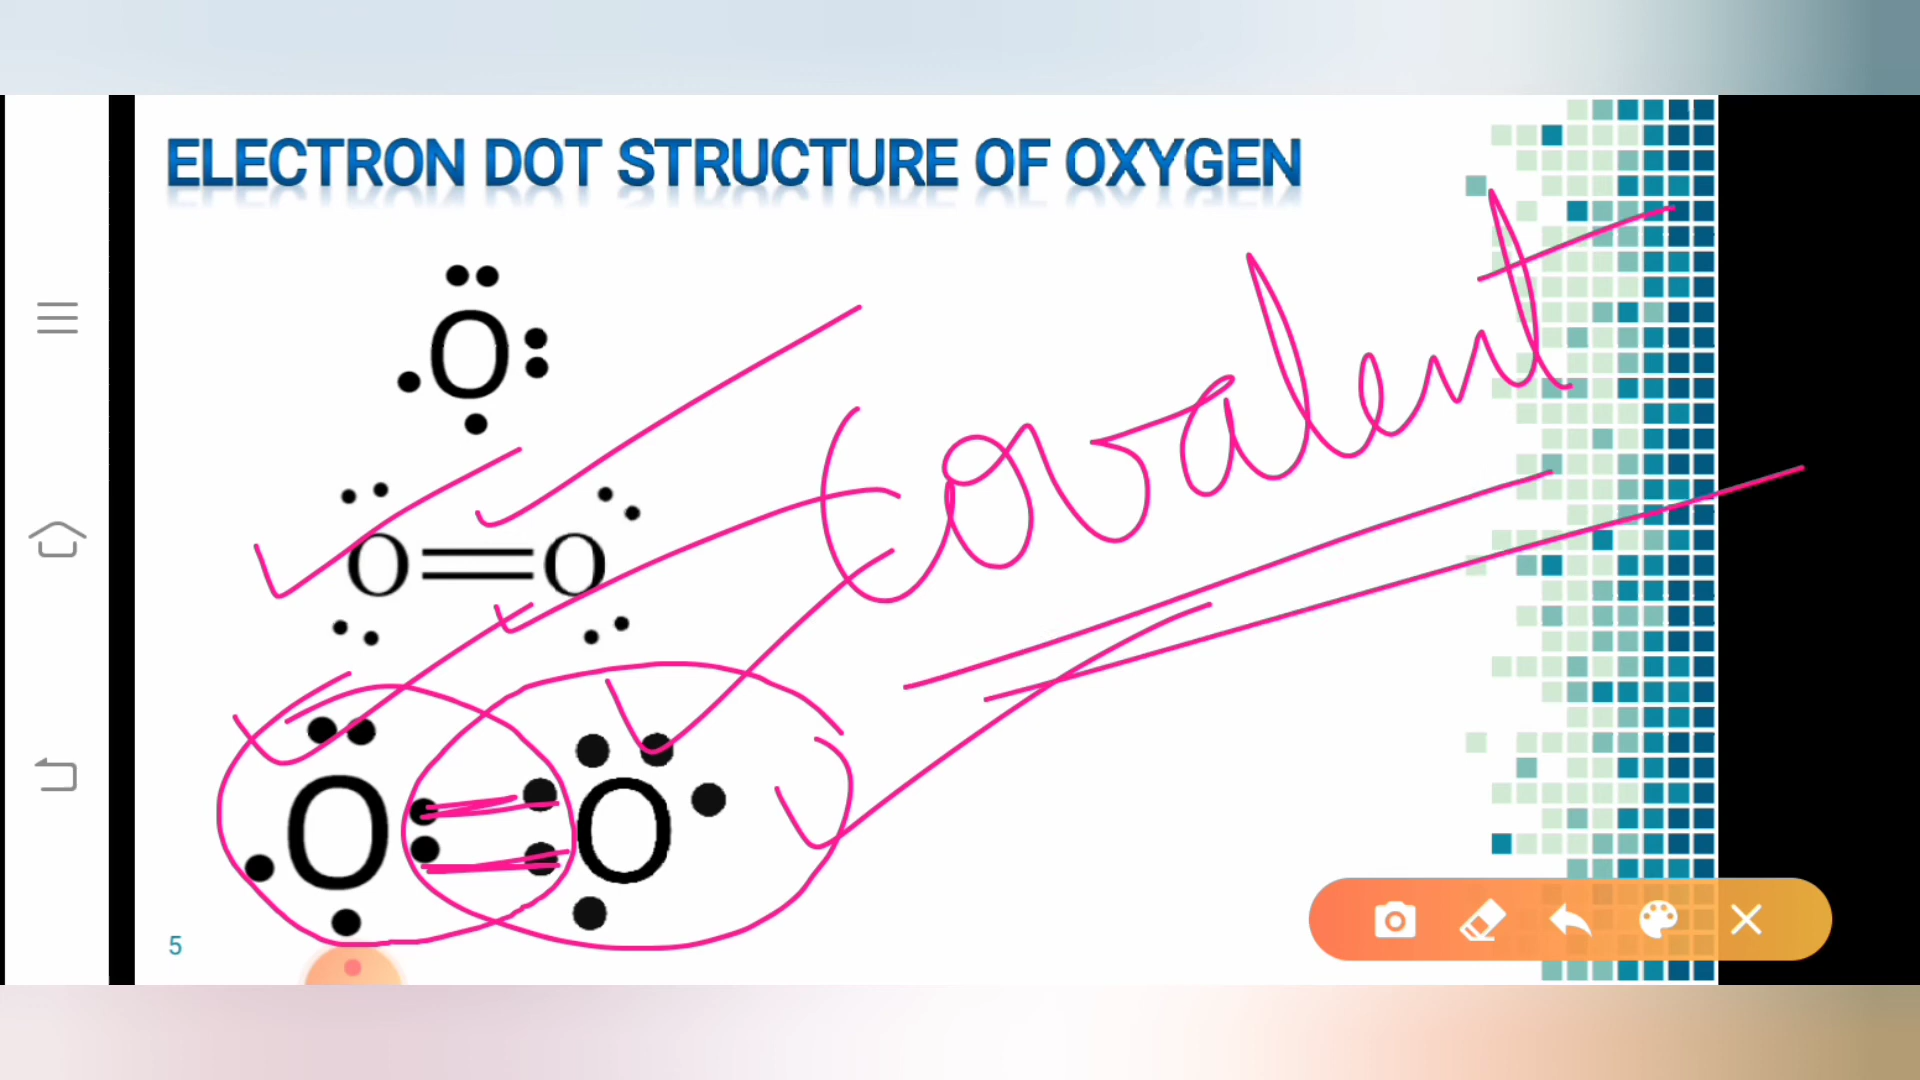 ELECTRON DOT STRUCTURE OF OXYGEN
O
Covalent
O=O
O O
5